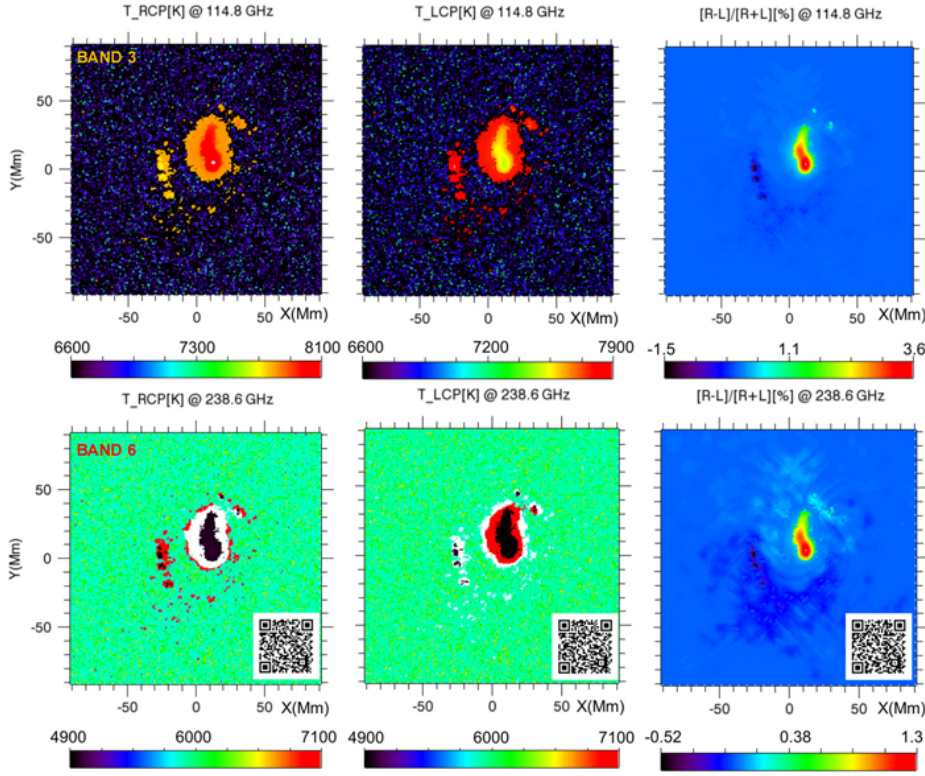 T_RCP[K] @ 114.8 GHz
T_LCP[K] @ 114.8 GHz
[R-L]/[R+L][%] @ 114.8 GHz
BAND 3
50
0
-50
Y(Mm)
-50 0 50 X(Mm)
-50 0 50 X(Mm)
-50 0 50 X(Mm)
6600 7300 8100
6600 7200 7900
-1.5 1.1 3.6
T_RCP[K] @ 238.6 GHz
T_LCP[K] @ 238.6 GHz
[R-L]/[R+L][%] @ 238.6 GHz
BAND 6
50
0
-50
Y(Mm)
-50 0 50 X(Mm)
-50 0 50 X(Mm)
-50 0 50 X(Mm)
4900 6000 7100
4900 6000 7100
-0.52 0.38 1.3